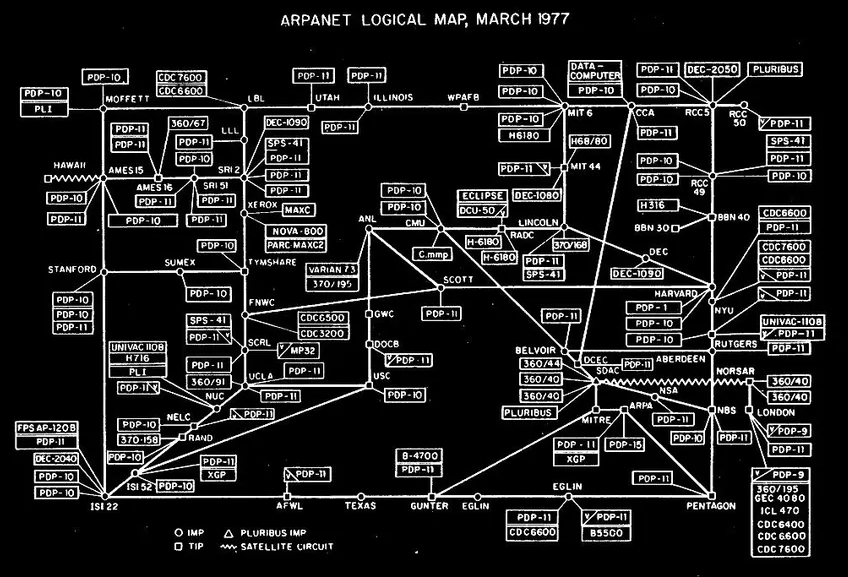 ARPANET LOGICAL MAP, MARCH 1977
PDP-10
PLI
PDP-10
MOFFETT
CDC7600
CDC6600
LBL
PDP-11
UTAH
PDP-11
ILLINOIS
PDP-11
WPAFB
PDP-10
PDP-10
H6180
MIT 6
DATA-
COMPUTER
PDP-10
CCA
PDP-11
PDP-11
PDP-10
DEC-2050
PLURIBUS
RCC 5
RCC
50
PDP-11
HAWAII
AMES15
PDP-11
PDP-11
360/67
AMES16
PDP-11
LLL
PDP-11
PDP-10
SRI 51
PDP-11
SRI 2
DEC-1090
SPS-41
PDP-11
PDP-11
PDP-11
PDP-10
PDP-11
PDP-10
XEROX
MAXC
NOVA-800
PARC-MAXC2
H68/80
PDP-11
MIT 44
DEC-1080
SPS-41
PDP-11
PDP-10
PDP-10
RCC
49
H316
BBN 30
BBN 40
ANL
PDP-10
PDP-10
CMU
C.mmp
ECLIPSE
DCU-50
H-6180
RADC
H-6180
LINCOLN
PDP-11
SPS-41
370/168
DEC
DEC-1090
CDC6600
PDP-11
CDC7600
CDC6600
PDP-11
PDP-11
STANFORD
PDP-10
PDP-10
PDP-11
SUMEX
PDP-10
PDP-10
TYMSHARE
VARIAN 73
370/195
SCOTT
PDP-11
HARVARD
PDP-1
PDP-10
PDP-10
NYU
FNWC
CDC6500
CDC3200
GWC
SPS-41
PDP-11
SCRL
MP32
PDP-11
DOCB
PDP-11
PDP-11
BELVOIR
DCEC
PDP-11
ABERDEEN
UNIVAC-1108
PDP-11
RUTGERS
PDP-11
UNIVAC 1108
H716
PLI
PDP-11
360/91
UCLA
PDP-11
PDP-11
USC
PDP-10
360/44
360/40
360/40
PLURIBUS
SDAC
NORSAR
360/40
360/40
NUC
NELC
PDP-11
PDP-10
370-158
RAND
PDP-10
NSA
PDP-11
MITRE
ARPA
PDP-11
XGP
PDP-15
NBS
PDP-10
PDP-11
LONDON
PDP-9
PDP-11
FPS AP-120B
PDP-11
DEC-2040
PDP-10
PDP-10
ISI 22
ISI 52
PDP-11
XGP
PDP-10
PDP-11
AFWL
TEXAS
B-4700
PDP-11
GUNTER
EGLIN
EGLIN
PDP-11
CDC6600
PDP-11
B5500
PDP-11
PENTAGON
PDP-9
360/195
GEC 4080
ICL 470
CDC6400
CDC6600
CDC7600
IMP
PLURIBUS IMP
TIP
SATELLITE CIRCUIT